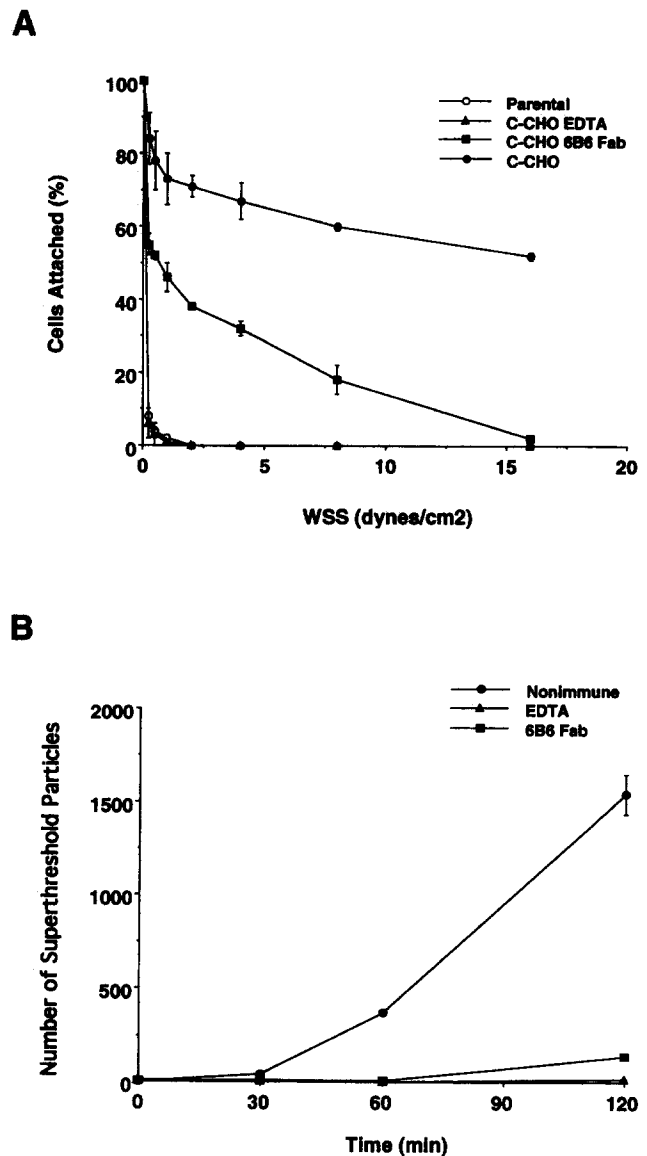 A
Cells Attached (%)
100
80
60
40
20
0
0 5 10 15 20
WSS (dynes/cm2)
Parental
C-CHO EDTA
C-CHO 6B6 Fab
C-CHO
B
Number of Superthreshold Particles
2000
1500
1000
500
0
0 30 60 90 120
Time (min)
Nonimmune
EDTA
6B6 Fab